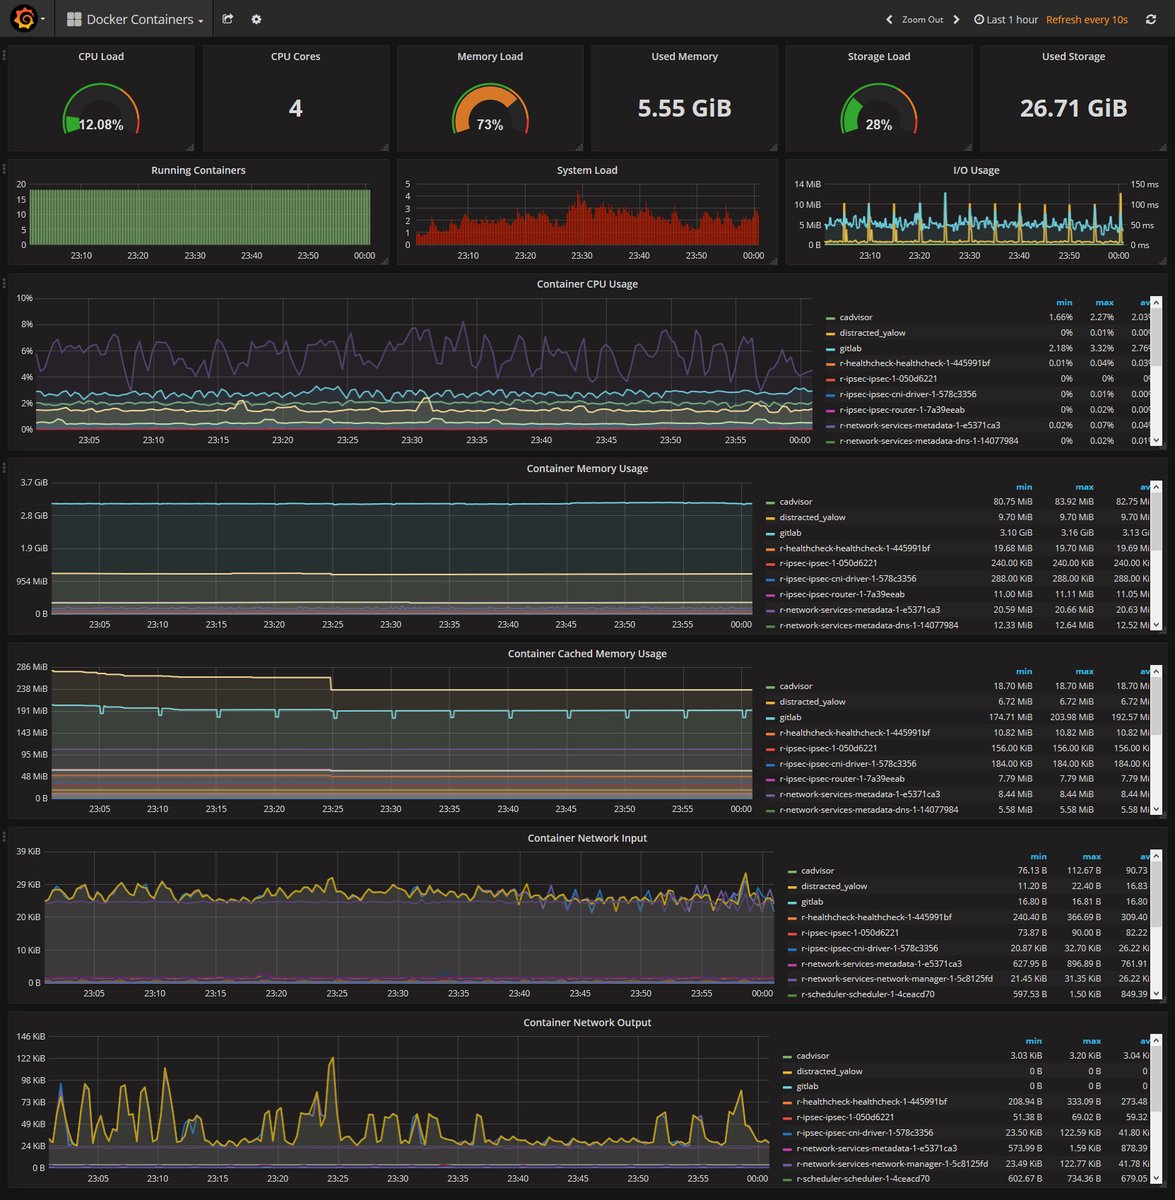 Docker Containers
Zoom Out Last 1 hour Refresh every 10s
CPU Load CPU Cores Memory Load Used Memory Storage Load Used Storage
12.08% 4 73% 5.55 GiB 28% 26.71 GiB
Running Containers
20
15
10
5
0
23:10 23:20 23:30 23:40 23:50 00:00
System Load
5
4
3
2
1
0
23:10 23:20 23:30 23:40 23:50 00:00
I/O Usage
14 MiB 150 ms
10 MiB 100 ms
5 MiB 50 ms
0 B 0 ms
23:10 23:20 23:30 23:40 23:50 00:00
Container CPU Usage
10%
8%
6%
4%
2%
0%
23:05 23:10 23:15 23:20 23:25 23:30 23:35 23:40 23:45 23:50 23:55 00:00
min max av
cadvisor 1.66% 2.27% 2.03%
distracted_yalow 0% 0.01% 0.00%
gitlab 2.18% 3.32% 2.76%
r-healthcheck-healthcheck-1-445991bf 0.01% 0.04% 0.03%
r-ipsec-ipsec-1-050d6221 0% 0% 0%
r-ipsec-ipsec-cni-driver-1-578c3356 0% 0.01% 0.00%
r-ipsec-ipsec-router-1-7a39eeab 0% 0.02% 0.00%
r-network-services-metadata-1-e5371ca3 0.02% 0.07% 0.04%
r-network-services-metadata-dns-1-14077984 0% 0.02% 0.01%
Container Memory Usage
3.7 GiB
2.8 GiB
1.9 GiB
954 MiB
0 B
23:05 23:10 23:15 23:20 23:25 23:30 23:35 23:40 23:45 23:50 23:55 00:00
min max av
cadvisor 80.75 MiB 83.92 MiB 82.75 Mi
distracted_yalow 9.70 MiB 9.70 MiB 9.70 Mi
gitlab 3.10 GiB 3.16 GiB 3.13 Gi
r-healthcheck-healthcheck-1-445991bf 19.68 MiB 19.70 MiB 19.69 Mi
r-ipsec-ipsec-1-050d6221 240.00 KiB 240.00 KiB 240.00 Ki
r-ipsec-ipsec-cni-driver-1-578c3356 288.00 KiB 288.00 KiB 288.00 Ki
r-ipsec-ipsec-router-1-7a39eeab 11.00 MiB 11.11 MiB 11.05 Mi
r-network-services-metadata-1-e5371ca3 20.59 MiB 20.66 MiB 20.63 Mi
r-network-services-metadata-dns-1-14077984 12.33 MiB 12.64 MiB 12.52 Mi
Container Cached Memory Usage
286 MiB
238 MiB
191 MiB
143 MiB
95 MiB
48 MiB
0 B
23:05 23:10 23:15 23:20 23:25 23:30 23:35 23:40 23:45 23:50 23:55 00:00
min max av
cadvisor 18.70 MiB 18.70 MiB 18.70 Mi
distracted_yalow 6.72 MiB 6.72 MiB 6.72 Mi
gitlab 174.71 MiB 203.98 MiB 192.57 Mi
r-healthcheck-healthcheck-1-445991bf 10.82 MiB 10.82 MiB 10.82 Mi
r-ipsec-ipsec-1-050d6221 156.00 KiB 156.00 KiB 156.00 Ki
r-ipsec-ipsec-cni-driver-1-578c3356 184.00 KiB 184.00 KiB 184.00 Ki
r-ipsec-ipsec-router-1-7a39eeab 7.79 MiB 7.79 MiB 7.79 Mi
r-network-services-metadata-1-e5371ca3 8.44 MiB 8.44 MiB 8.44 Mi
r-network-services-metadata-dns-1-14077984 5.58 MiB 5.58 MiB 5.58 Mi
Container Network Input
39 KiB
29 KiB
20 KiB
10 KiB
0 B
23:05 23:10 23:15 23:20 23:25 23:30 23:35 23:40 23:45 23:50 23:55 00:00
min max av
cadvisor 76.13 B 112.67 B 90.73
distracted_yalow 11.20 B 22.40 B 16.83
gitlab 16.80 B 16.81 B 16.80
r-healthcheck-healthcheck-1-445991bf 240.40 B 366.69 B 309.40
r-ipsec-ipsec-1-050d6221 73.87 B 90.00 B 82.22
r-ipsec-ipsec-cni-driver-1-578c3356 20.87 KiB 32.70 KiB 26.22 Ki
r-network-services-metadata-1-e5371ca3 627.95 B 896.89 B 761.91
r-network-services-network-manager-1-5c8125fd 21.45 KiB 31.35 KiB 26.22 Ki
r-scheduler-scheduler-1-4ceacd70 597.53 B 1.50 KiB 849.39
Container Network Output
146 KiB
122 KiB
98 KiB
73 KiB
49 KiB
24 KiB
0 B
23:05 23:10 23:15 23:20 23:25 23:30 23:35 23:40 23:45 23:50 23:55 00:00
min max av
cadvisor 3.03 KiB 3.20 KiB 3.04 Ki
distracted_yalow 0 B 0 B 0
gitlab 0 B 0 B 0
r-healthcheck-healthcheck-1-445991bf 208.94 B 333.09 B 273.48
r-ipsec-ipsec-1-050d6221 51.38 B 69.02 B 59.32
r-ipsec-ipsec-cni-driver-1-578c3356 23.50 KiB 122.59 KiB 41.80 Ki
r-network-services-metadata-1-e5371ca3 573.99 B 1.59 KiB 878.39
r-network-services-network-manager-1-5c8125fd 23.49 KiB 122.77 KiB 41.78 Ki
r-scheduler-scheduler-1-4ceacd70 602.67 B 734.36 B 679.05